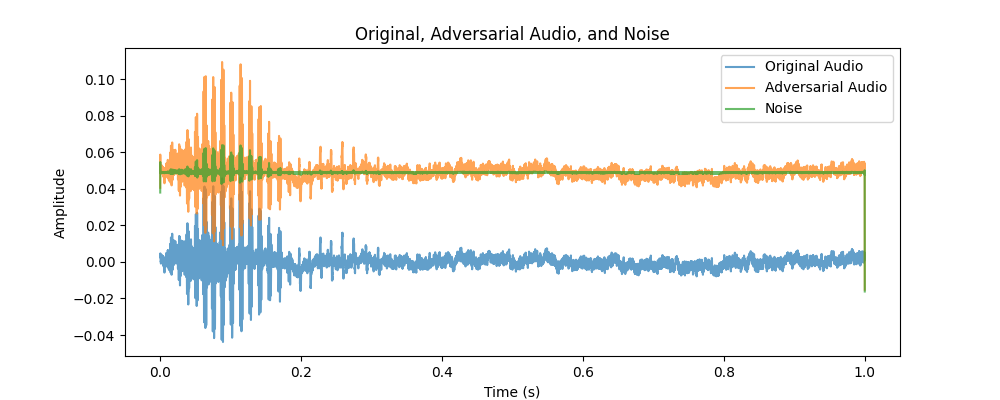 Original, Adversarial Audio, and Noise
Original Audio
Adversarial Audio
Noise
Amplitude
0.10
0.08
0.06
0.04
0.02
0.00
−0.02
−0.04
0.0
0.2
0.4
0.6
0.8
1.0
Time (s)